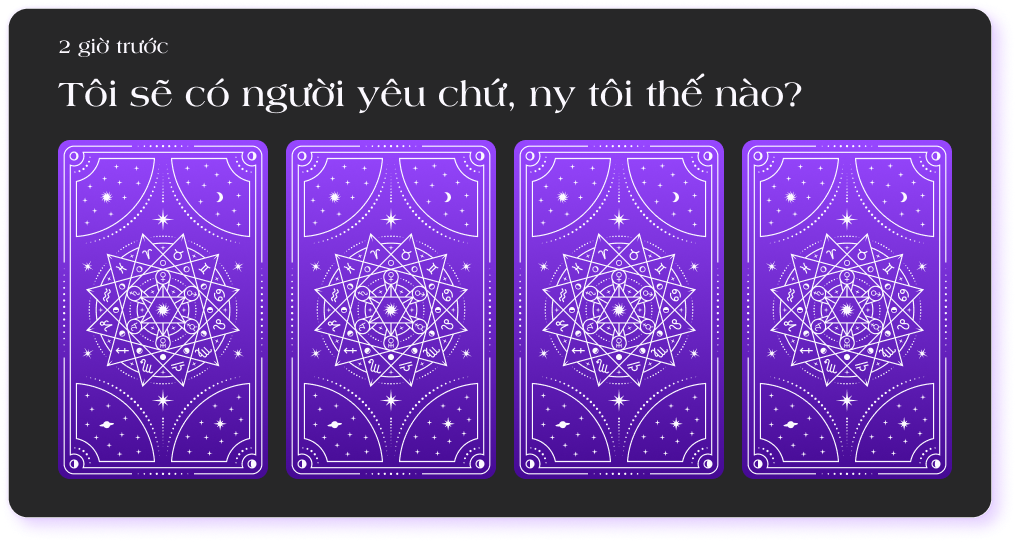 2 giờ trước
Tôi sẽ có người yêu chứ, ny tôi thế nào?